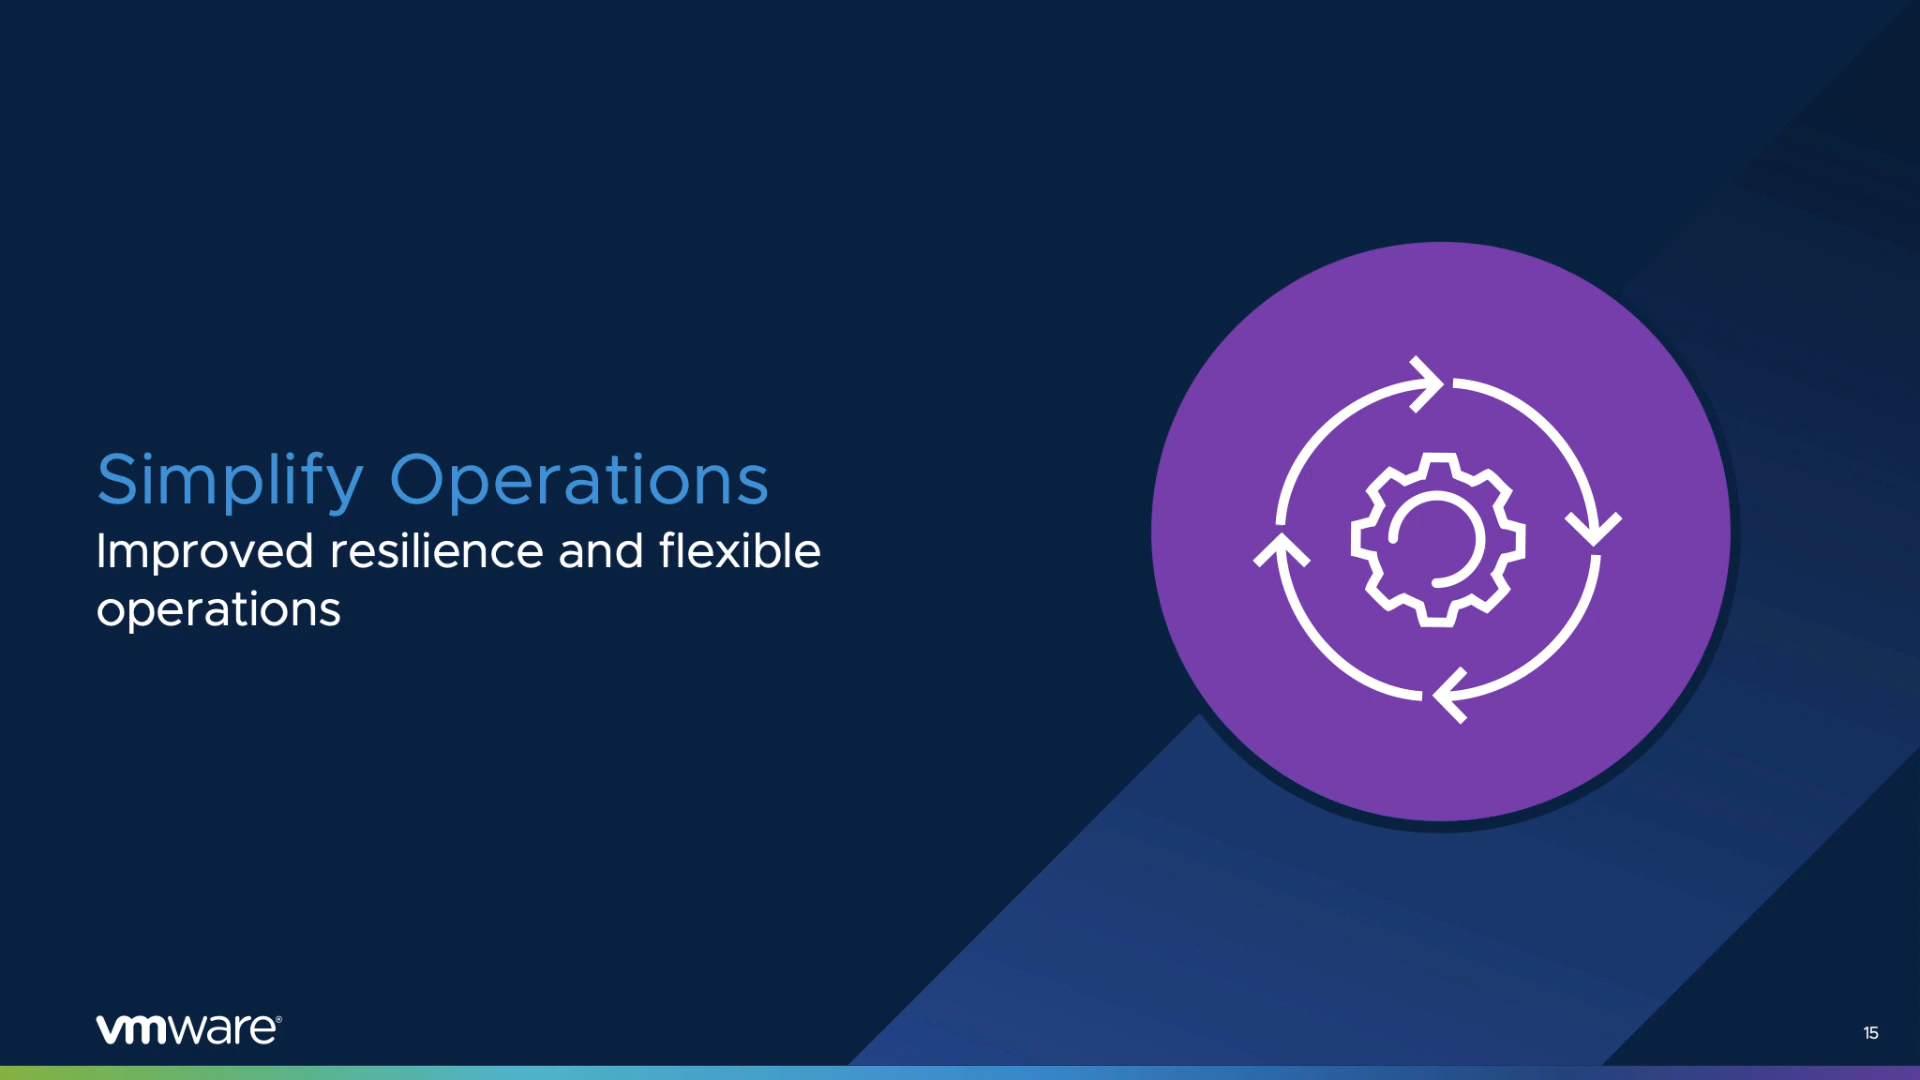 Simplify Operations
Improved resilience and flexible
operations
vmware®
15